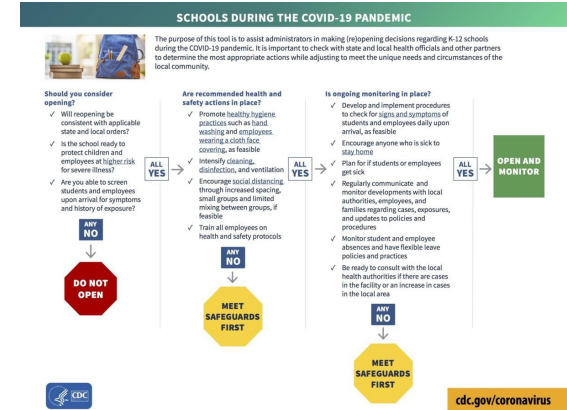 SCHOOLS DURING THE COVID-19 PANDEMIC
The purpose of this tool is to assist administrators in making (re)opening decisions regarding K-12 schools
during the COVID-19 pandemic. It is important to check with state and local health officials and other partners
to determine the most appropriate actions while adjusting to meet the unique needs and circumstances of the
local community.
Should you consider
opening?
✓ Will reopening be
consistent with applicable
state and local orders?
✓ Is the school ready to
protect children and
employees at higher risk
for severe illness?
✓ Are you able to screen
students and employees
upon arrival for symptoms
and history of exposure?
ANY
NO
DO NOT
OPEN
ALL
YES
Are recommended health and
safety actions in place?
✓ Promote healthy hygiene
practices such as hand
washing and employees
wearing a cloth face
covering, as feasible
✓ Intensify cleaning,
disinfection, and ventilation
✓ Encourage social distancing
through increased spacing,
small groups and limited
mixing between groups, if
feasible
✓ Train all employees on
health and safety protocols
ANY
NO
MEET
SAFEGUARDS
FIRST
ALL
YES
Is ongoing monitoring in place?
✓ Develop and implement procedures
to check for signs and symptoms of
students and employees daily upon
arrival, as feasible
✓ Encourage anyone who is sick to
stay home
✓ Plan for if students or employees
get sick
✓ Regularly communicate and
monitor developments with local
authorities, employees, and
families regarding cases, exposures,
and updates to policies and
procedures
✓ Monitor student and employee
absences and have flexible leave
policies and practices
✓ Be ready to consult with the local
health authorities if there are cases
in the facility or an increase in cases
in the local area
ANY
NO
MEET
SAFEGUARDS
FIRST
ALL
YES
OPEN AND
MONITOR
CDC
cdc.gov/coronavirus